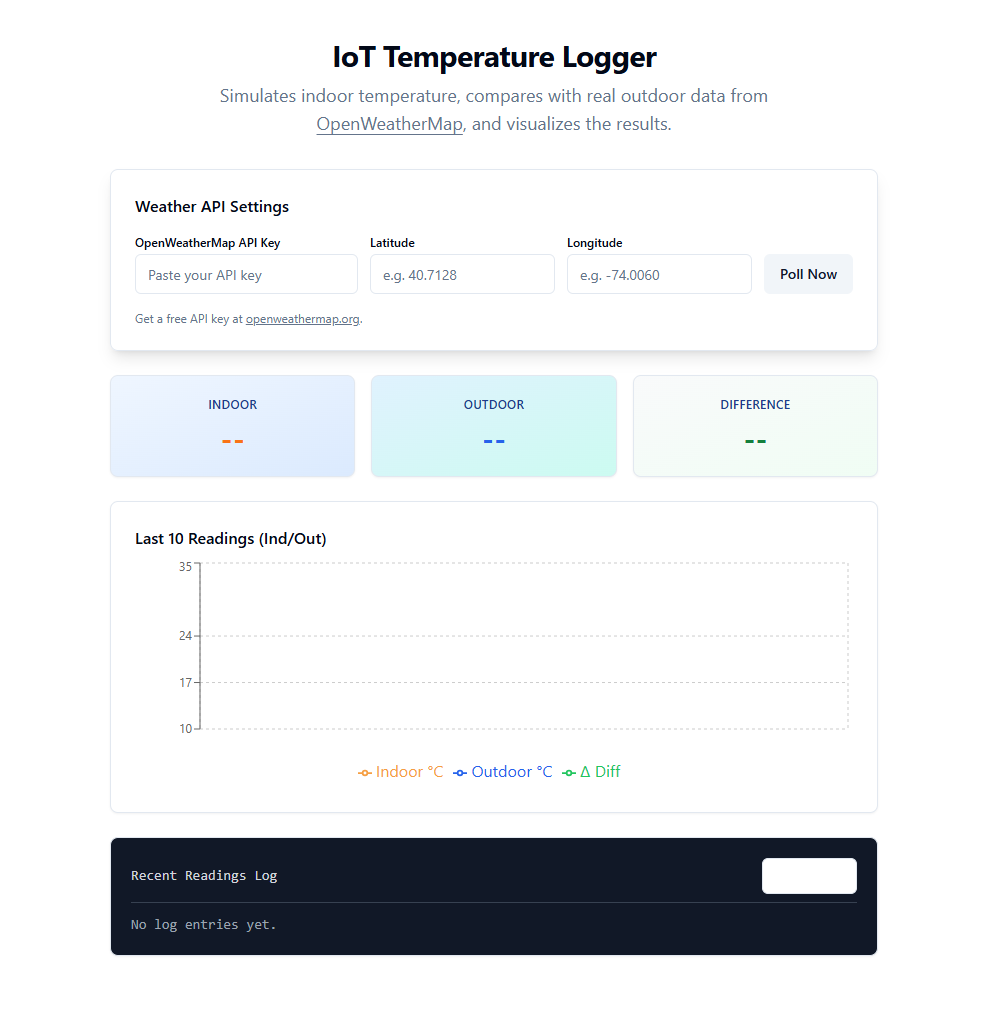 IoT Temperature Logger
Simulates indoor temperature, compares with real outdoor data from
OpenWeatherMap, and visualizes the results.
Weather API Settings
OpenWeatherMap API Key
Latitude
Longitude
Paste your API key
e.g. 40.7128
e.g. -74.0060
Poll Now
Get a free API key at openweathermap.org.
INDOOR
OUTDOOR
DIFFERENCE
--
--
--
Last 10 Readings (Ind/Out)
35
24
17
10
Indoor °C
Outdoor °C
Δ Diff
Recent Readings Log
No log entries yet.